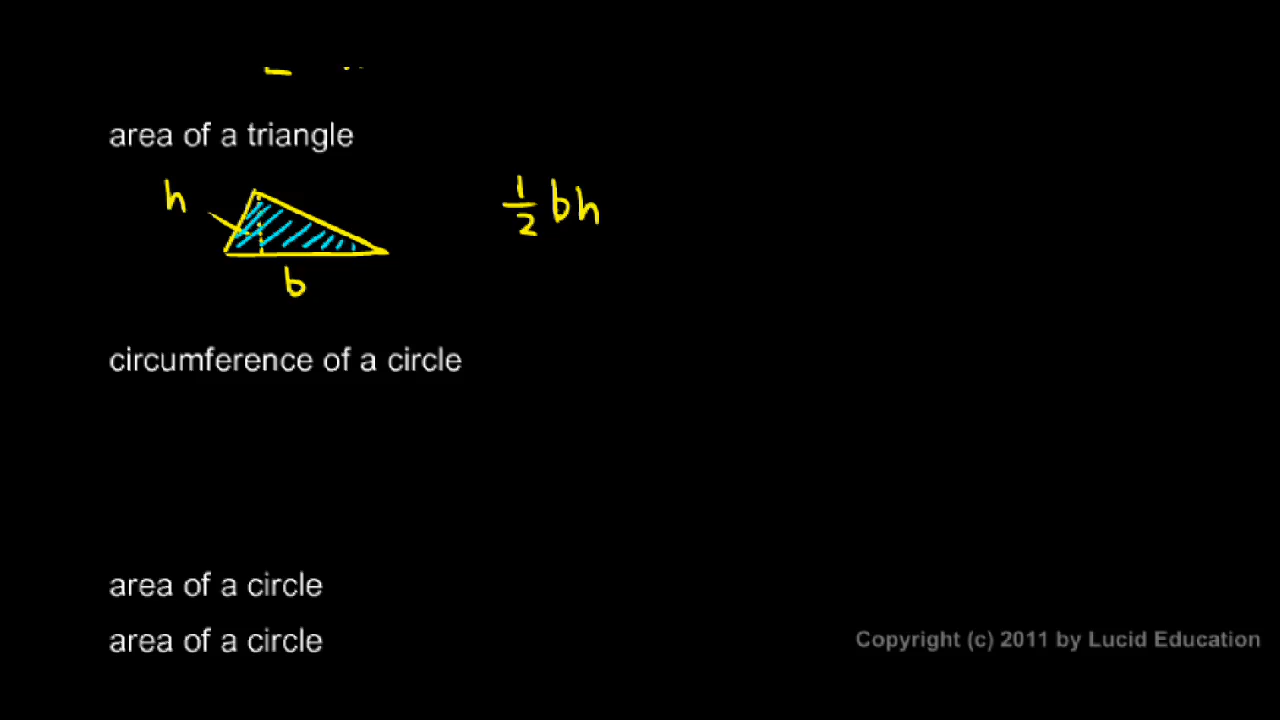 area of a triangle
h
1/2 bh
b
circumference of a circle
area of a circle
area of a circle
Copyright (c) 2011 by Lucid Education